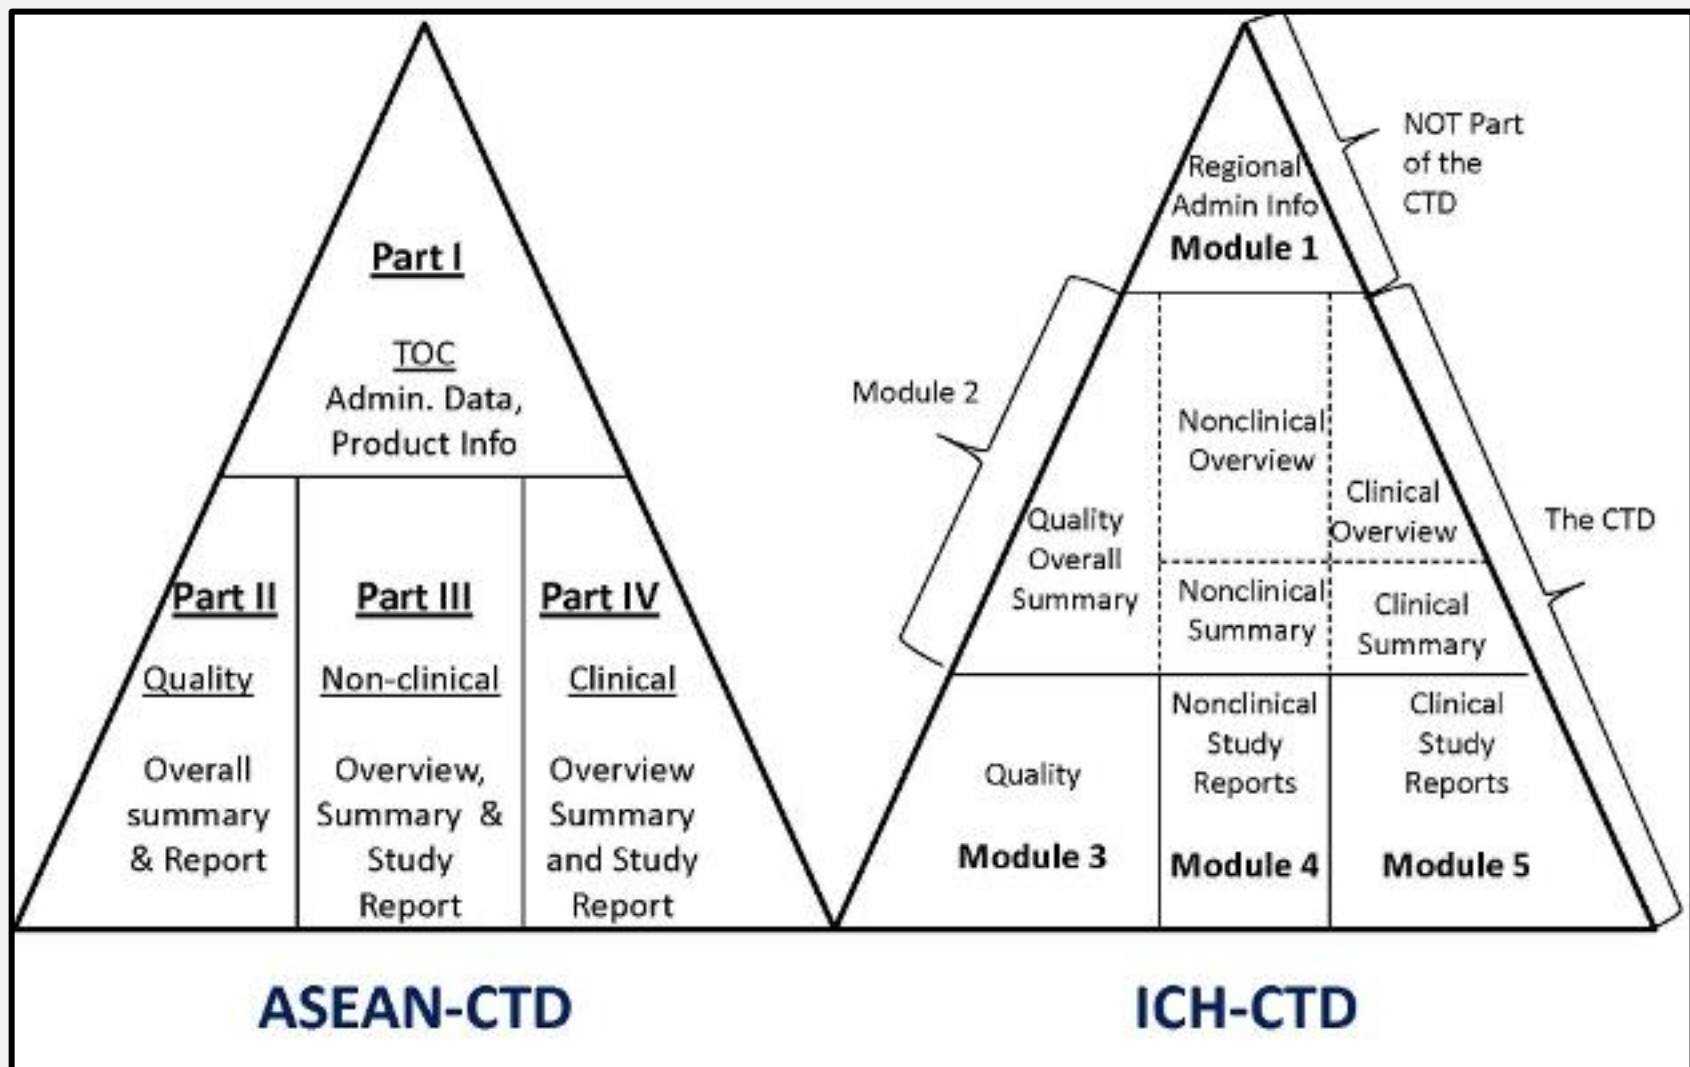 Part I
TOC
Admin. Data,
Product Info
Part II
Quality
Overall
summary
& Report
Part III
Non-clinical
Overview,
Summary &
Study
Report
Part IV
Clinical
Overview
Summary
and Study
Report
ASEAN-CTD
Regional
Admin Info
Module 1
NOT Part
of the
CTD
Module 2
Quality
Overall
Summary
Nonclinical
Overview
Clinical
Overview
Nonclinical
Summary
Clinical
Summary
The CTD
Quality
Module 3
Nonclinical
Study
Reports
Module 4
Clinical
Study
Reports
Module 5
ICH-CTD